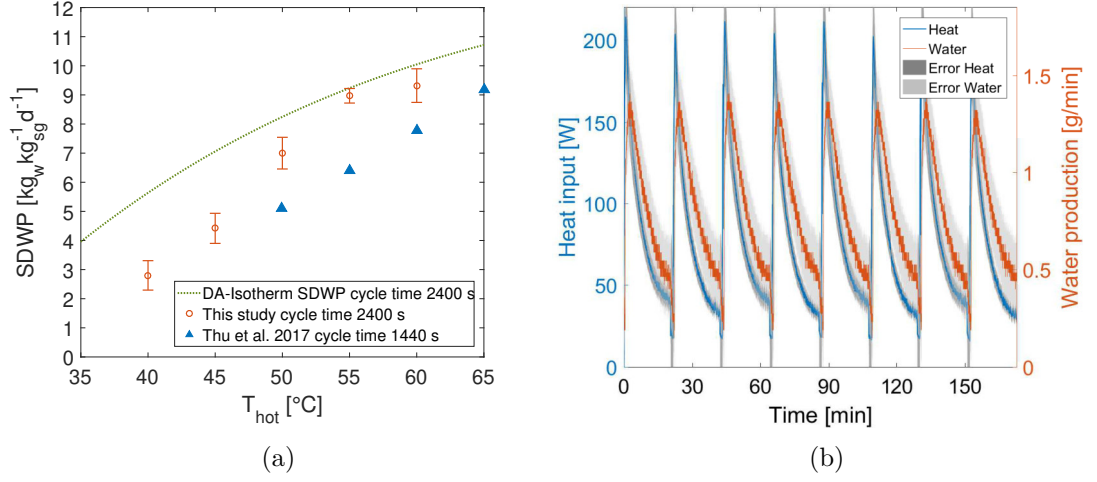 12
11
10
9
8
7
6
5
4
3
2
1
0
SDWP [kg_w kg_sg^-1 d^-1]
DA-Isotherm SDWP cycle time 2400 s
This study cycle time 2400 s
Thu et al. 2017 cycle time 1440 s
35 40 45 50 55 60 65
T_hot [°C]
(a)
200
150
100
50
0
Heat input [W]
Heat
Water
Error Heat
Error Water
1.5
1
0.5
0
Water production [g/min]
0 30 60 90 120 150
Time [min]
(b)